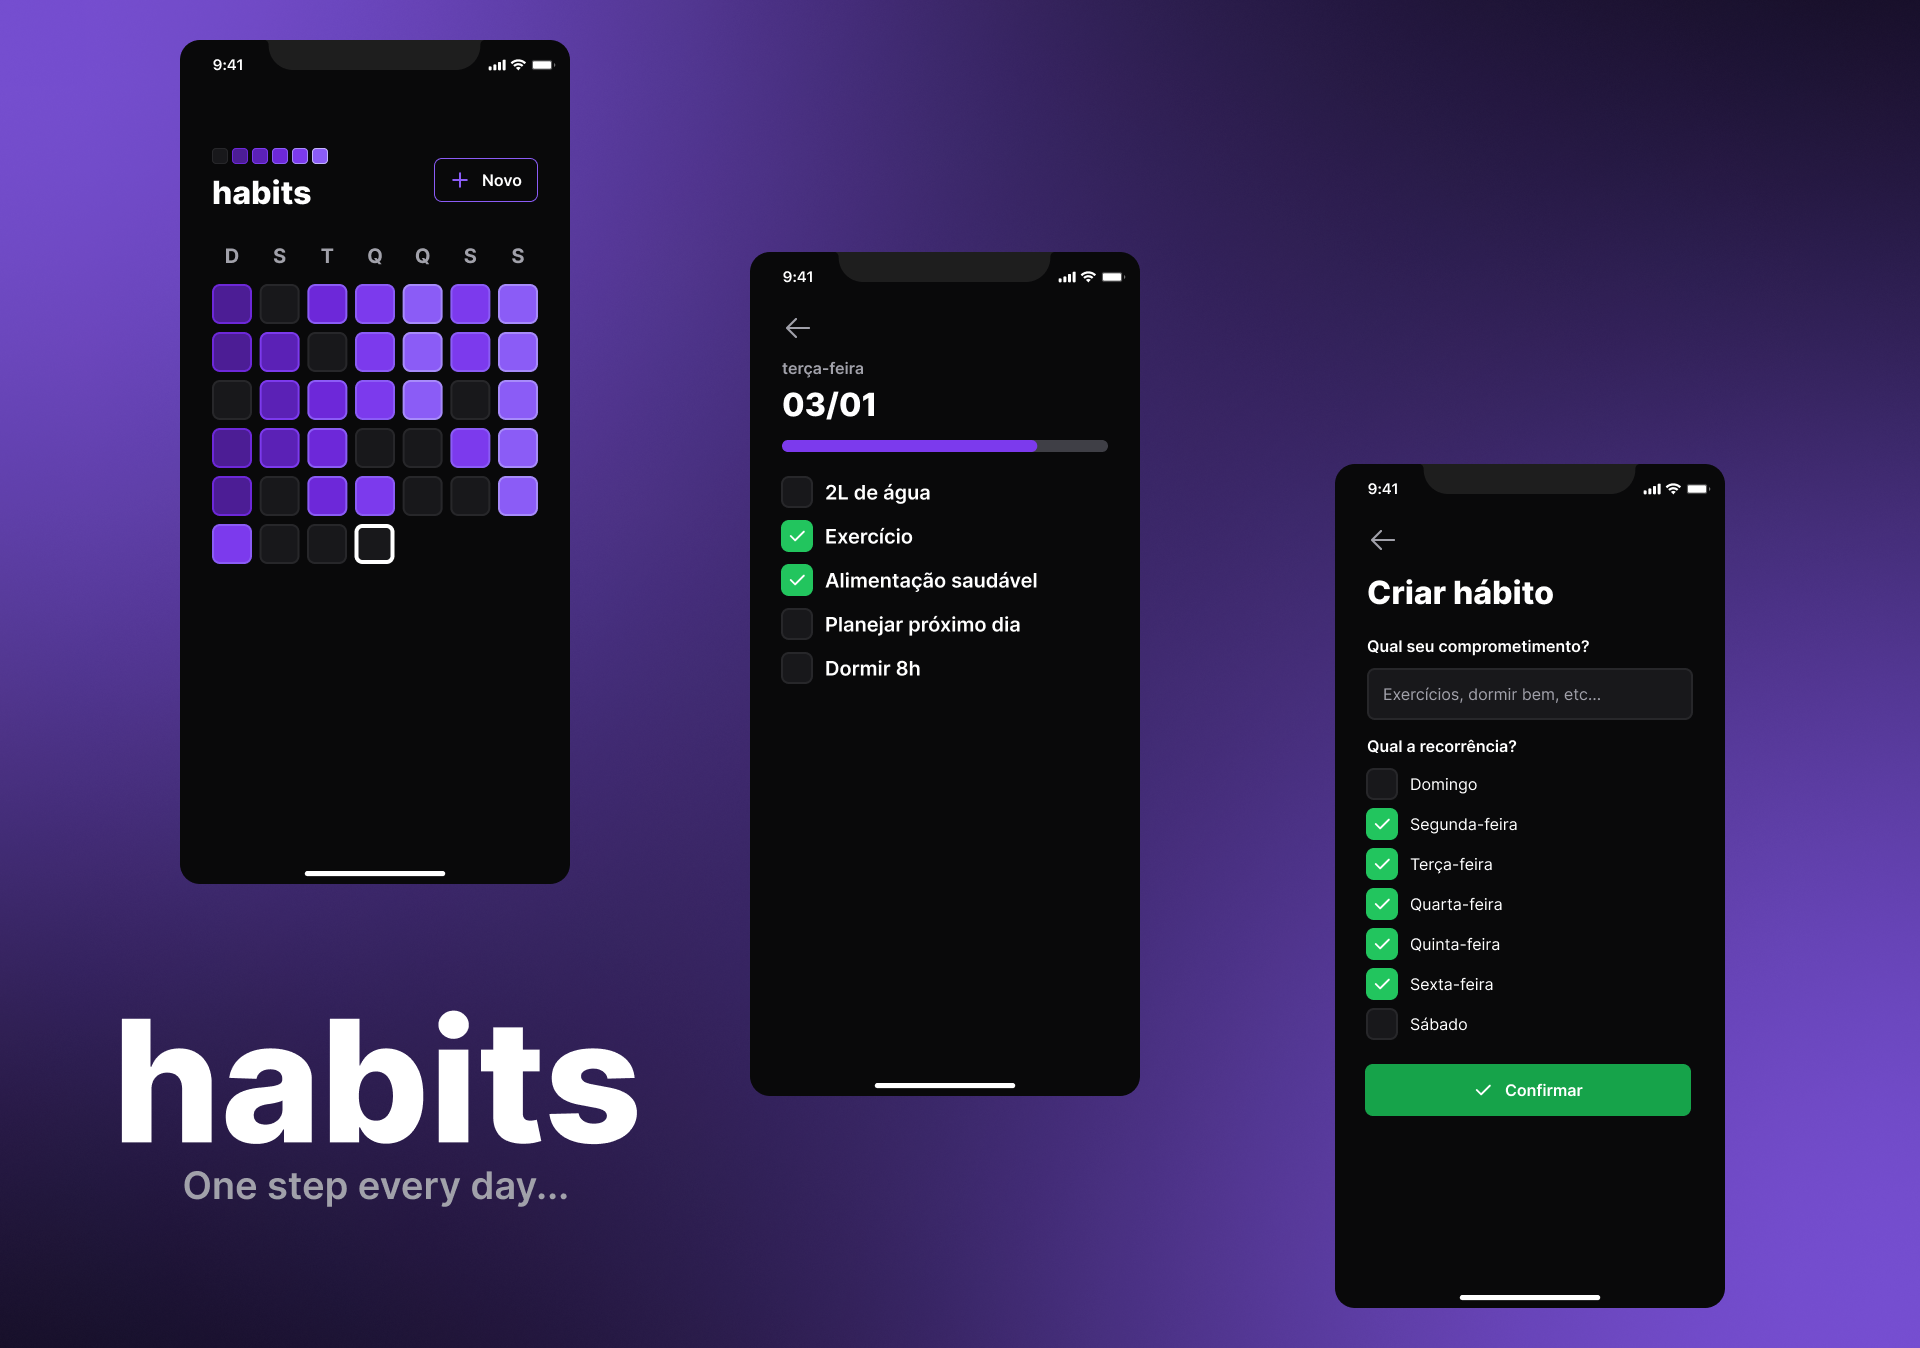 9:41
habits
+ Novo
D S T Q Q S S
9:41
terça-feira
03/01
2L de água
Exercício
Alimentação saudável
Planejar próximo dia
Dormir 8h
9:41
Criar hábito
Qual seu comprometimento?
Exercícios, dormir bem, etc...
Qual a recorrência?
Domingo
Segunda-feira
Terça-feira
Quarta-feira
Quinta-feira
Sexta-feira
Sábado
Confirmar
habits
One step every day...